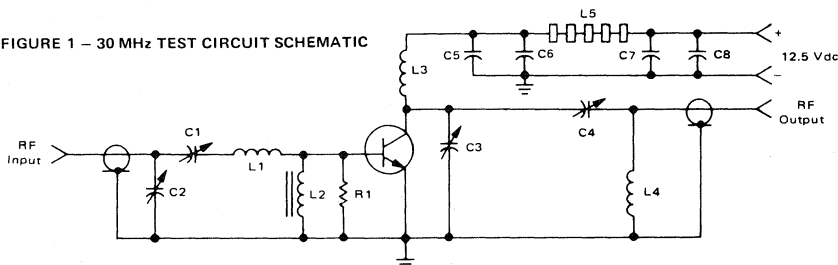 FIGURE 1 – 30 MHz TEST CIRCUIT SCHEMATIC
L5
+
C5
C6
C7
C8
12.5 Vdc
–
L3
RF
Output
C4
C1
RF
Input
C3
L1
C2
L2
R1
L4